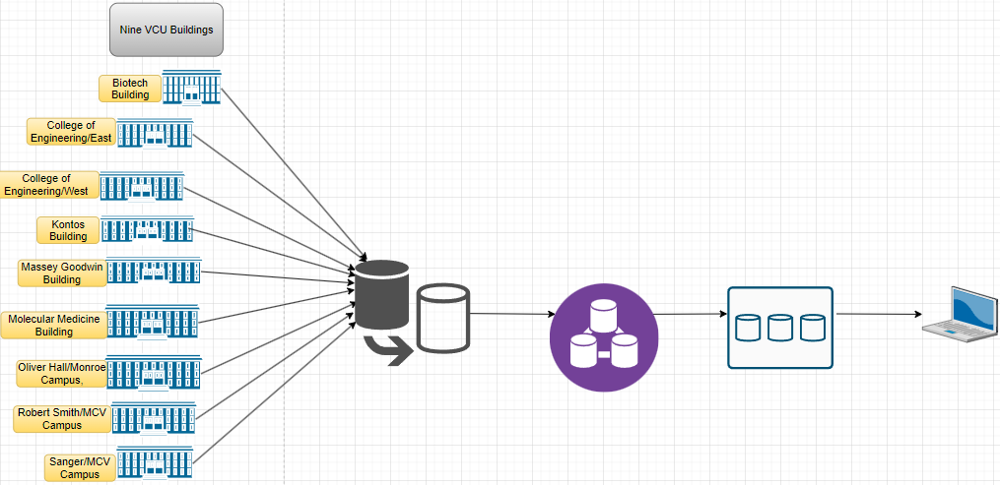 Nine VCU Buildings
Biotech
Building
College of
Engineering/East
College of
Engineering/West
Kontos
Building
Massey Goodwin
Building
Molecular Medicine
Building
Oliver Hall/Monroe
Campus,
Robert Smith/MCV
Campus
Sanger/MCV
Campus